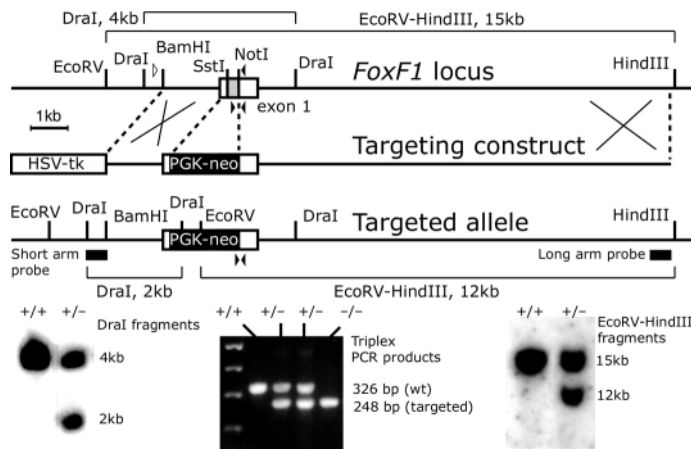 DraI, 4kb
EcoRV-HindIII, 15kb
EcoRV
DraI
BamHI
SstI
NotI
DraI
FoxF1 locus
HindIII
exon 1
1kb
Targeting construct
HSV-tk
PGK-neo
EcoRV
DraI
BamHI
DraI
EcoRV
DraI
Targeted allele
HindIII
PGK-neo
Short arm
probe
Long arm probe
DraI, 2kb
EcoRV-HindIII, 12kb
+/+ +/−
DraI fragments
4kb
2kb
+/+ +/− +/− −/−
Triplex
PCR products
326 bp (wt)
248 bp (targeted)
+/+ +/−
EcoRV-HindIII
fragments
15kb
12kb